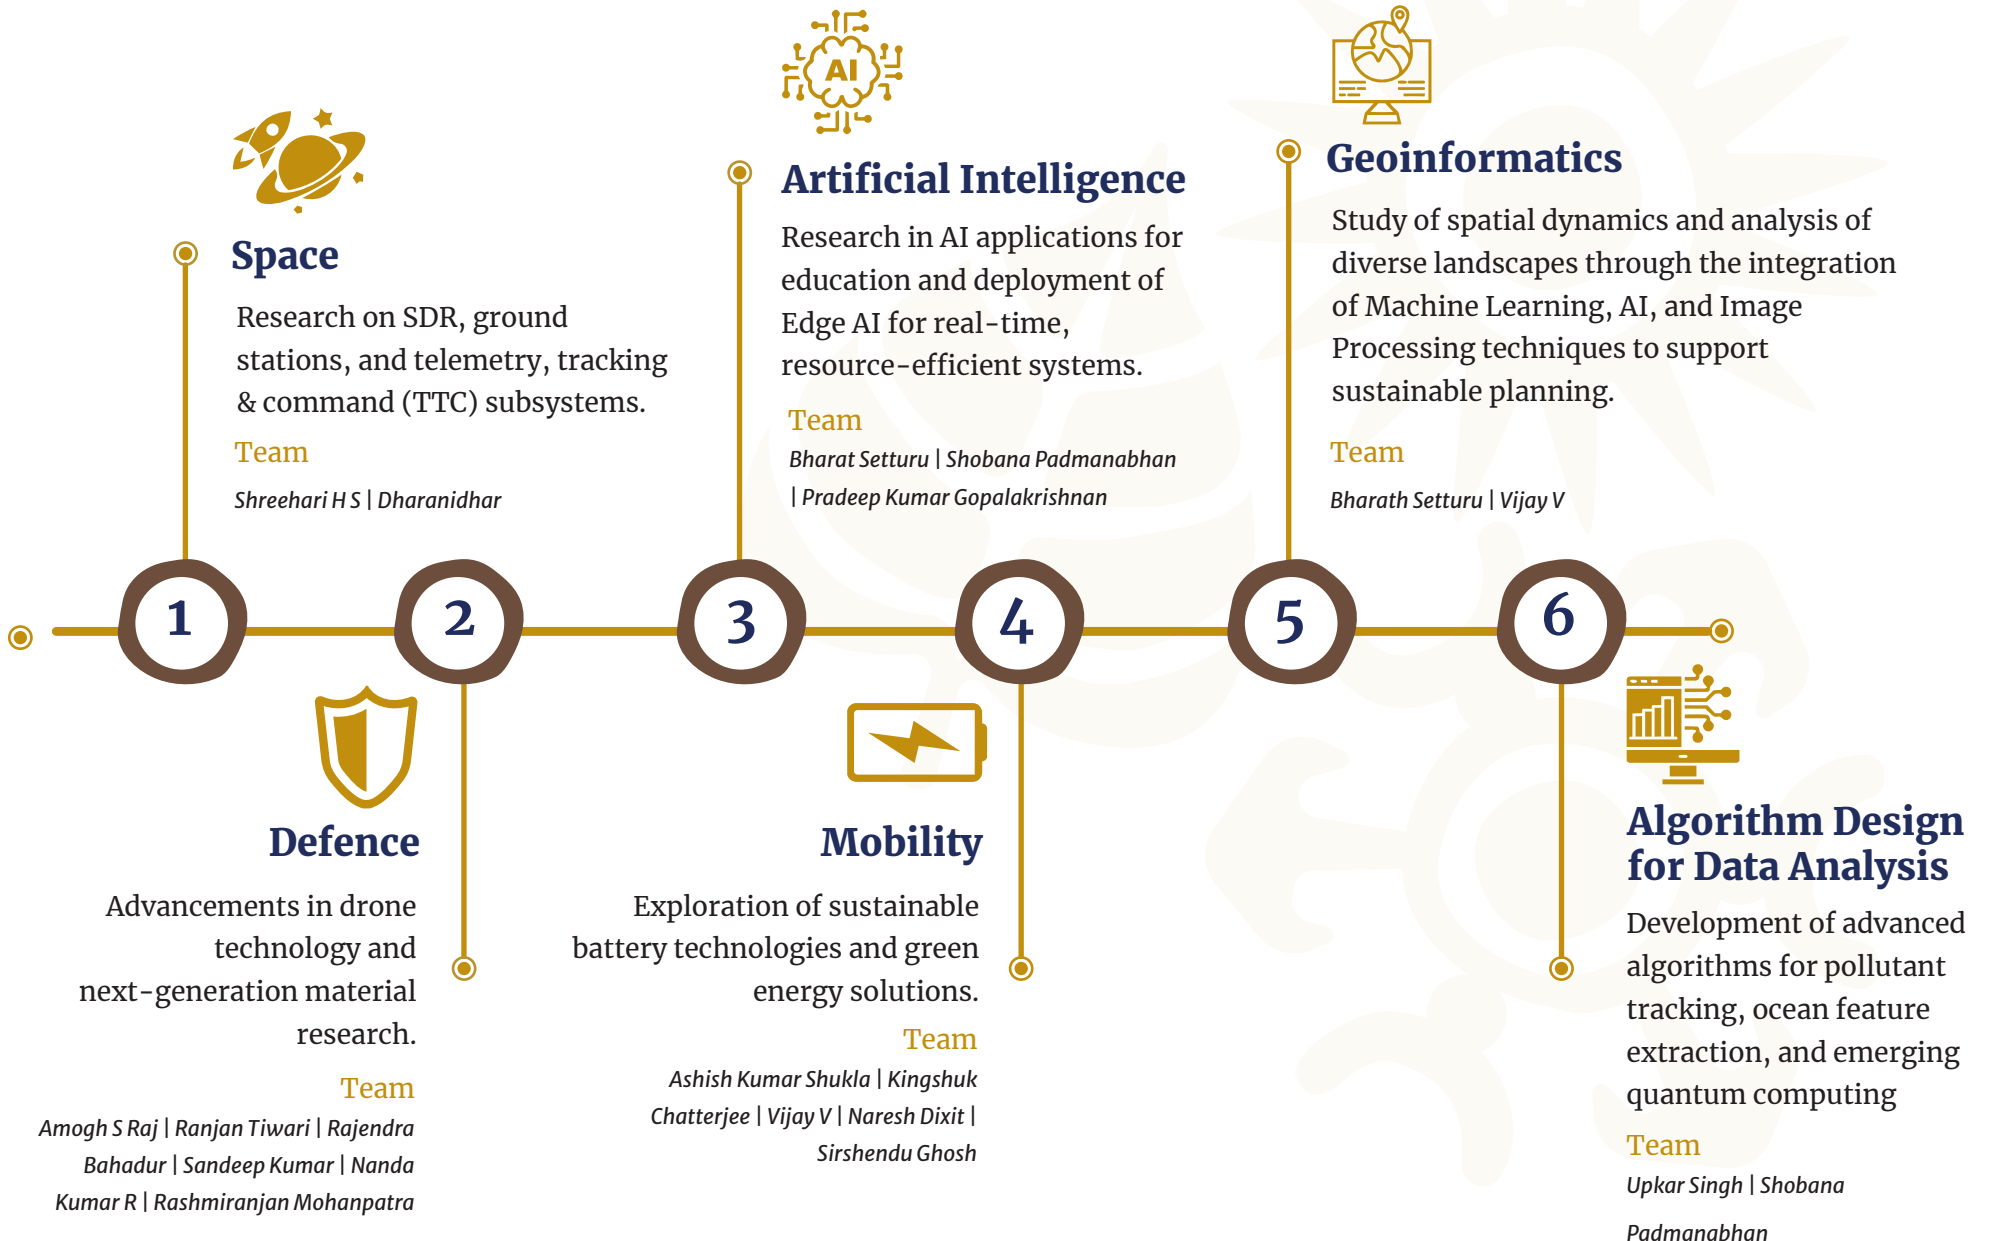 Space
Research on SDR, ground
stations, and telemetry, tracking
& command (TTC) subsystems.
Team
Shreehari H S | Dharanidhar
AI
Artificial Intelligence
Research in AI applications for
education and deployment of
Edge AI for real-time,
resource-efficient systems.
Team
Bharat Setturu | Shobana Padmanabhan
| Pradeep Kumar Gopalakrishnan
Geoinformatics
Study of spatial dynamics and analysis of
diverse landscapes through the integration
of Machine Learning, AI, and Image
Processing techniques to support
sustainable planning.
Team
Bharath Setturu | Vijay V
1
2
3
4
5
6
Defence
Advancements in drone
technology and
next-generation material
research.
Team
Amogh S Raj | Ranjan Tiwari | Rajendra
Bahadur | Sandeep Kumar | Nanda
Kumar R | Rashmiranjan Mohanpatra
Mobility
Exploration of sustainable
battery technologies and green
energy solutions.
Team
Ashish Kumar Shukla | Kingshuk
Chatterjee | Vijay V | Naresh Dixit |
Sirshendu Ghosh
Algorithm Design
for Data Analysis
Development of advanced
algorithms for pollutant
tracking, ocean feature
extraction, and emerging
quantum computing
Team
Upkar Singh | Shobana
Padmanabhan